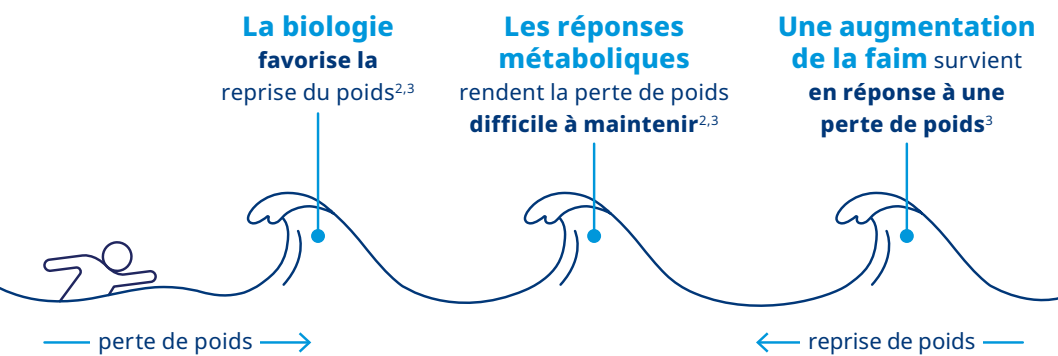 La biologie
favorise la
reprise du poids2,3
Les réponses
métaboliques
rendent la perte de poids
difficile à maintenir2,3
Une augmentation
de la faim survient
en réponse à une
perte de poids3
perte de poids
reprise de poids